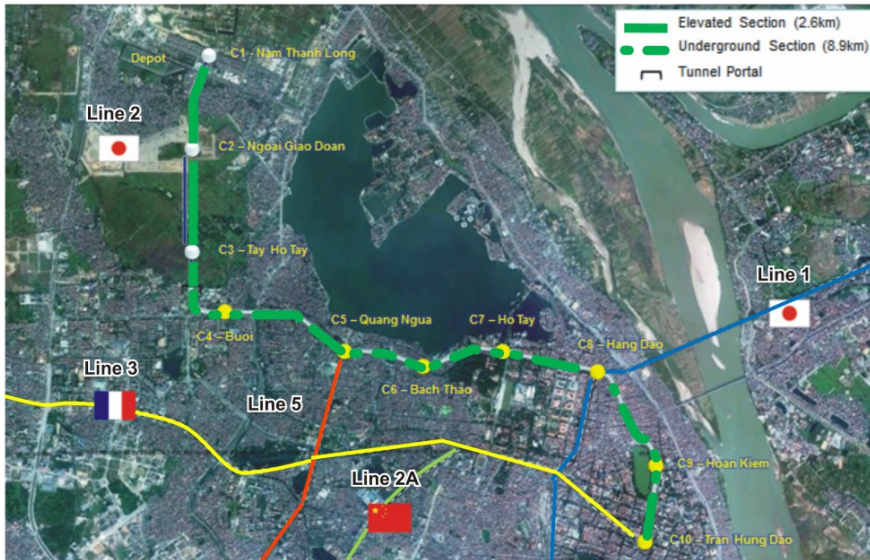 Elevated Section (2.6km)
Underground Section (8.9km)
Tunnel Portal
C1 - Nam Thanh Long
Depot
Line 2
C2 - Ngoai Giao Doan
C3 - Tay Ho Tay
Line 1
C4 - Buoi
C5 - Quang Ngua
C7 - Ho Tay
C8 - Hang Dao
Line 3
C6 - Bach Thao
Line 5
Line 2A
C9 - Hoan Kiem
C10 - Tran Hung Dao